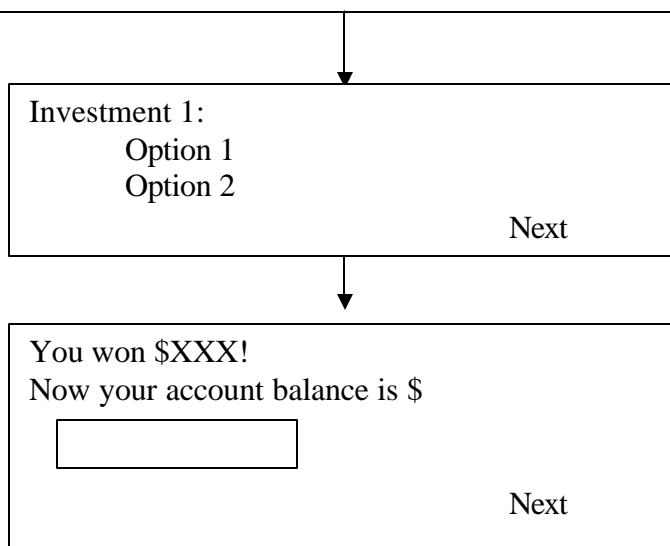 Investment 1:
Option 1
Option 2
Next
You won $XXX!
Now your account balance is $
Next